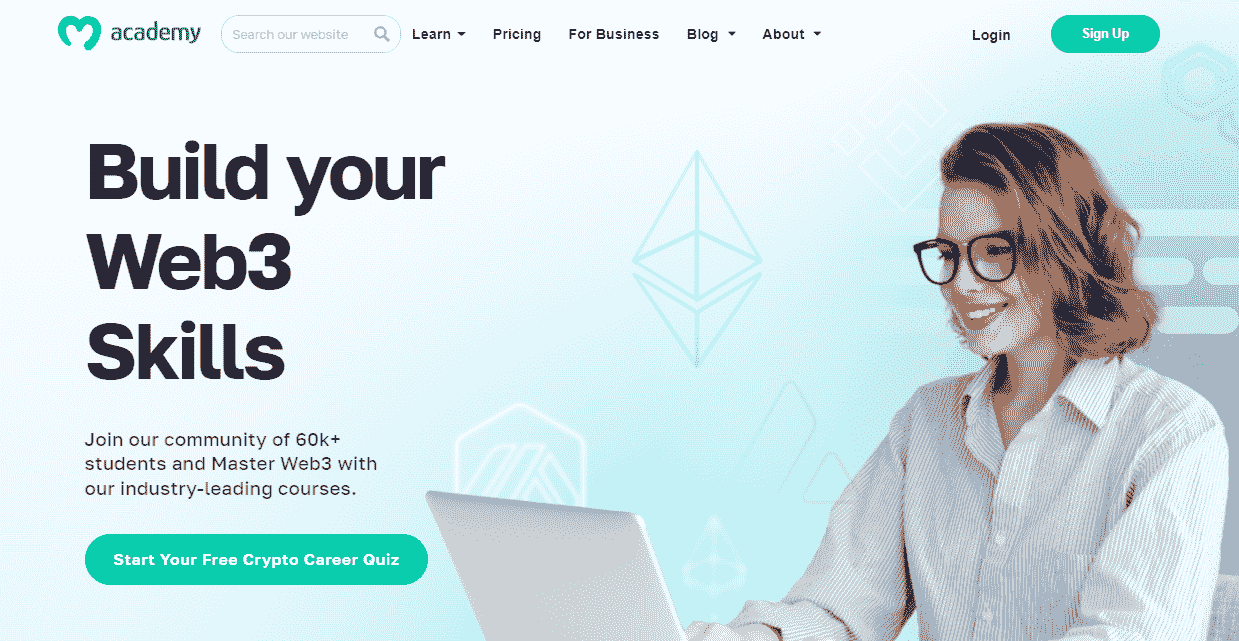 academy
Search our website
Learn
Pricing
For Business
Blog
About
Login
Sign Up
Build your
Web3
Skills
Join our community of 60k+
students and Master Web3 with
our industry-leading courses.
Start Your Free Crypto Career Quiz